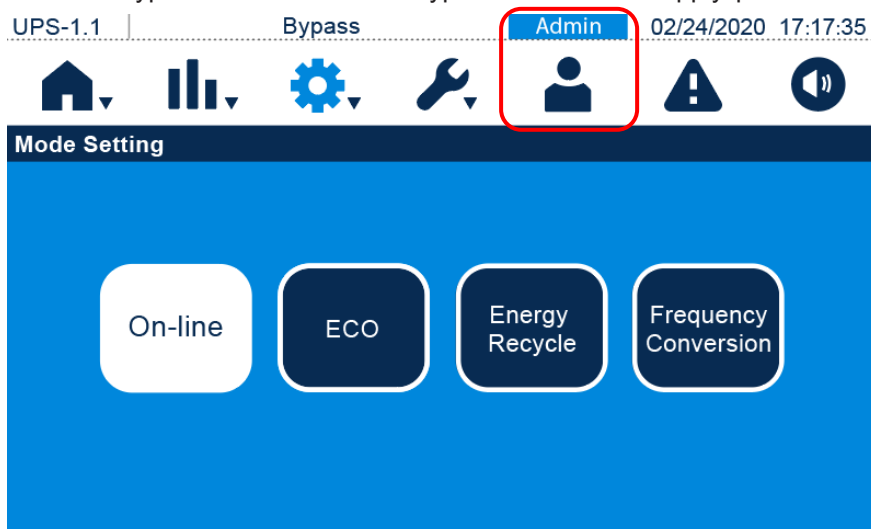 UPS-1.1 Bypass Admin 02/24/2020 17:17:35
Mode Setting
On-line
ECO
Energy
Recycle
Frequency
Conversion